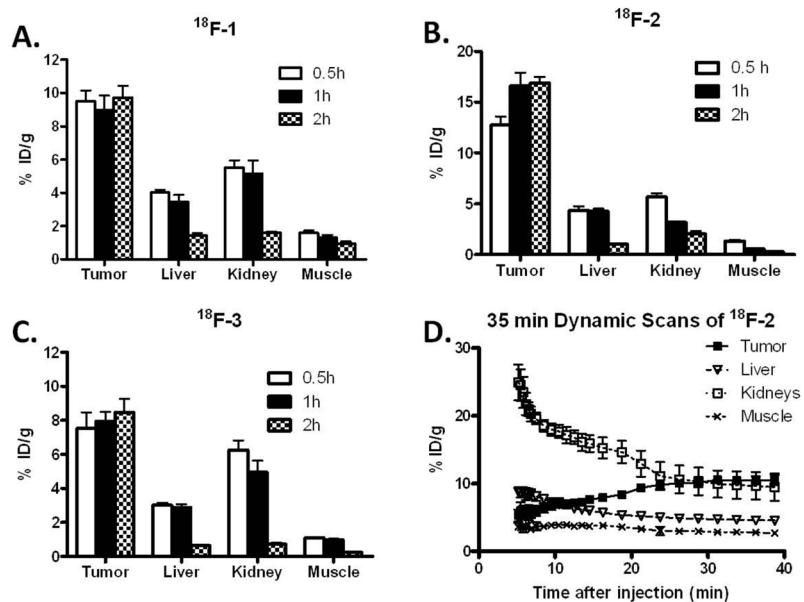 A.
¹⁸F-1
% ID/g
12
10
8
6
4
2
0
0.5h
1h
2h
Tumor Liver Kidney Muscle
B.
¹⁸F-2
% ID/g
20
15
10
5
0
0.5 h
1h
2h
Tumor Liver Kidney Muscle
C.
¹⁸F-3
% ID/g
12
10
8
6
4
2
0
0.5h
1h
2h
Tumor Liver Kidney Muscle
D.
35 min Dynamic Scans of ¹⁸F-2
% ID/g
30
20
10
0
Tumor
Liver
Kidneys
Muscle
0 10 20 30 40
Time after injection (min)